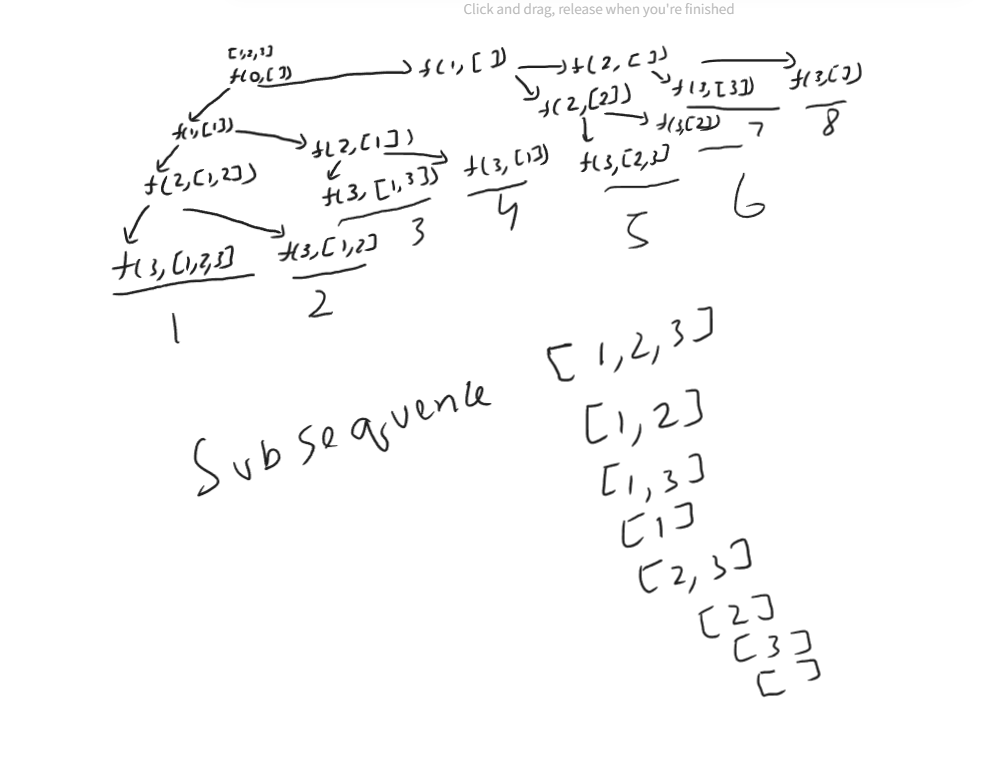 Click and drag, release when you're finished
[1,2,3]
f(0,[])
f(1,[])
f(2,[])
f(3,[])
f(2,[2])
f(3,[3])
8
f(1,[1])
f(2,[1])
f(3,[2])
7
f(2,[1,2])
f(3,[1,3])
f(3,[1])
f(3,[2,3]
6
3
4
5
f(3,[1,2,3]
f(3,[1,2]
1
2
Subsequence
[1,2,3]
[1,2]
[1,3]
[1]
[2,3]
[2]
[3]
[]